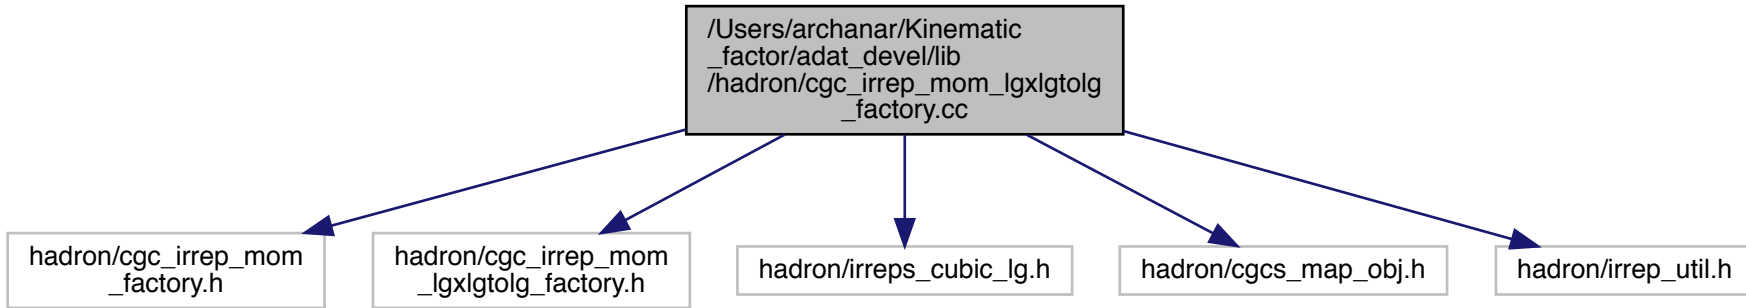 /Users/archanar/Kinematic
_factor/adat_devel/lib
/hadron/cgc_irrep_mom_lgxlgtolg
_factory.cc
hadron/cgc_irrep_mom
_factory.h
hadron/cgc_irrep_mom
_lgxlgtolg_factory.h
hadron/irreps_cubic_lg.h
hadron/cgcs_map_obj.h
hadron/irrep_util.h